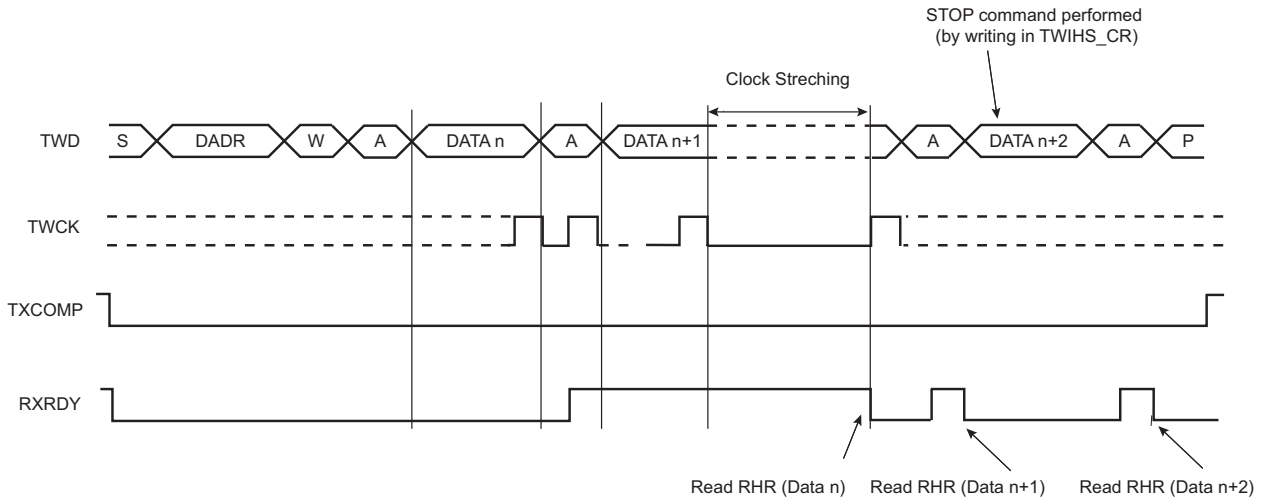 STOP command performed
(by writing in TWIHS_CR)
Clock Streching
TWD S DADR W A DATA n A DATA n+1 A DATA n+2 A P
TWCK
TXCOMP
RXRDY
Read RHR (Data n) Read RHR (Data n+1) Read RHR (Data n+2)